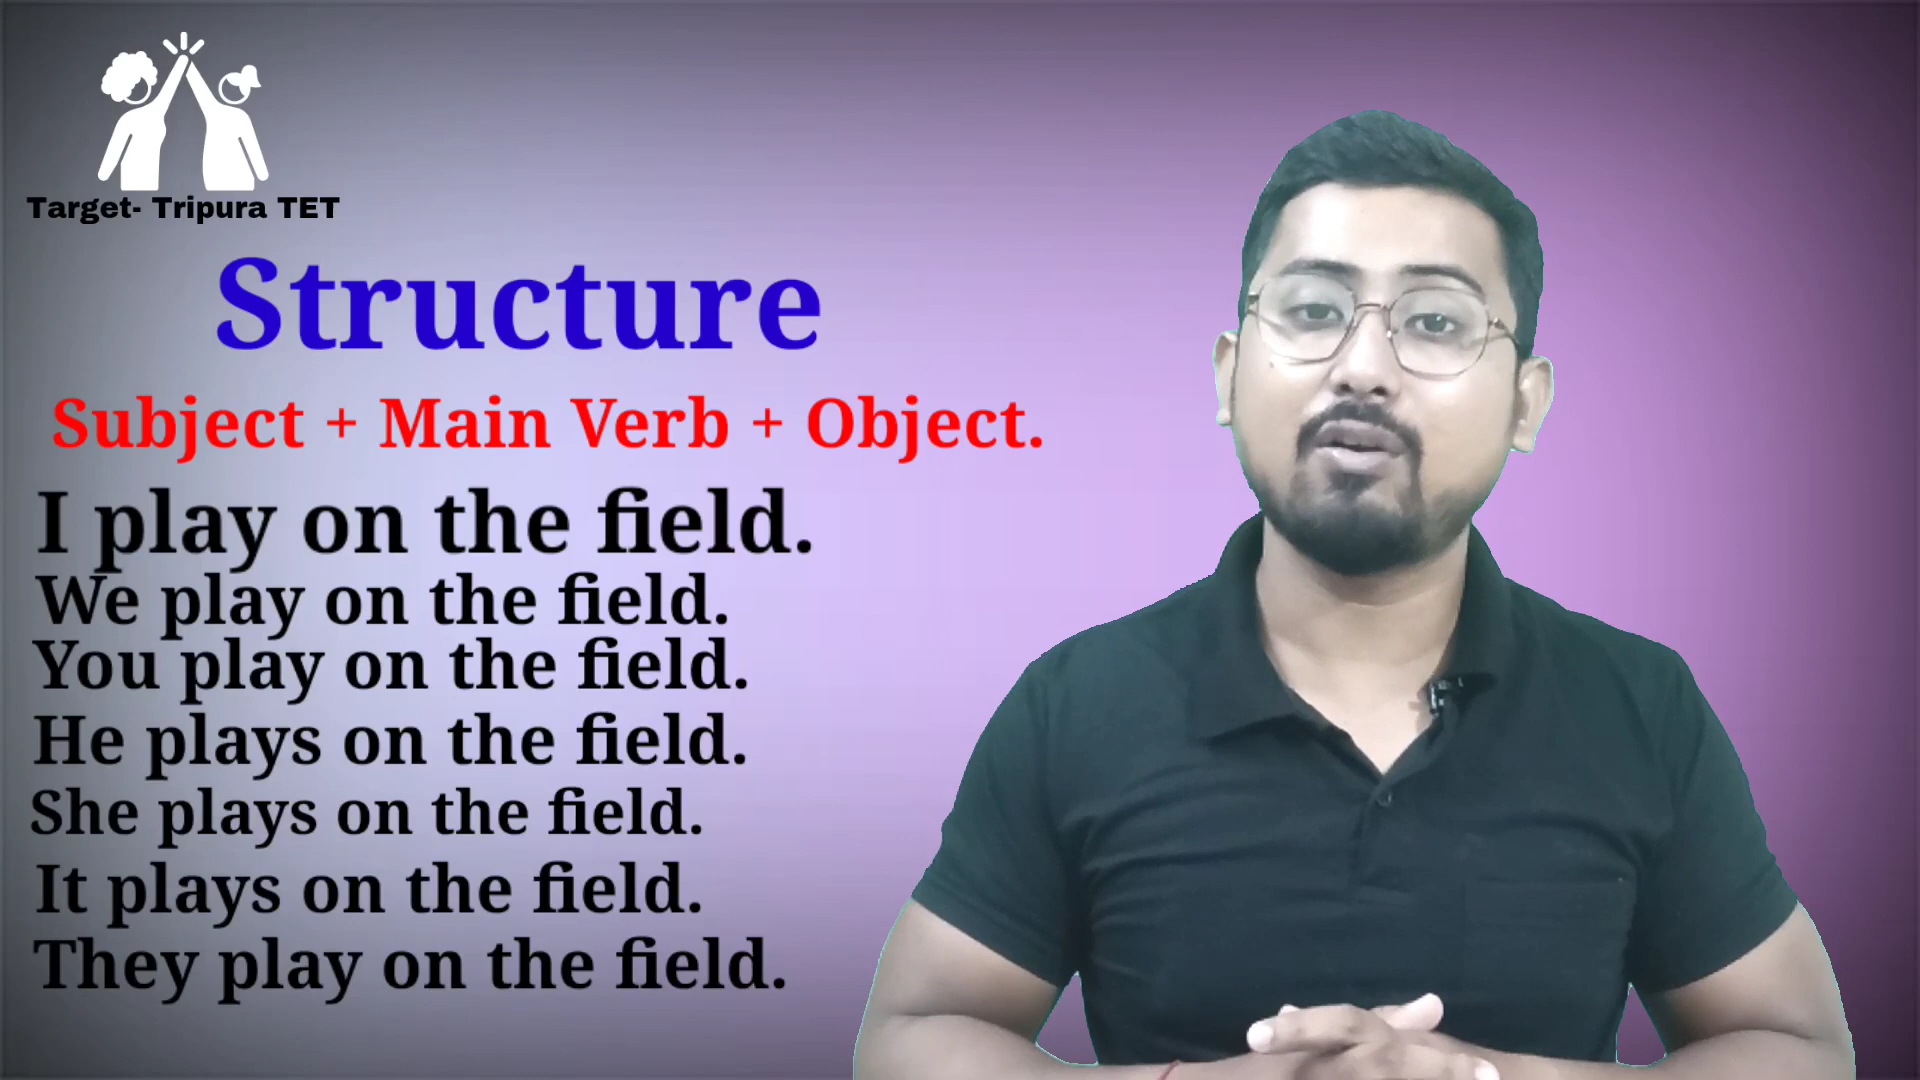 Target- Tripura TET
Structure
Subject + Main Verb + Object.
I play on the field.
We play on the field.
You play on the field.
He plays on the field.
She plays on the field.
It plays on the field.
They play on the field.